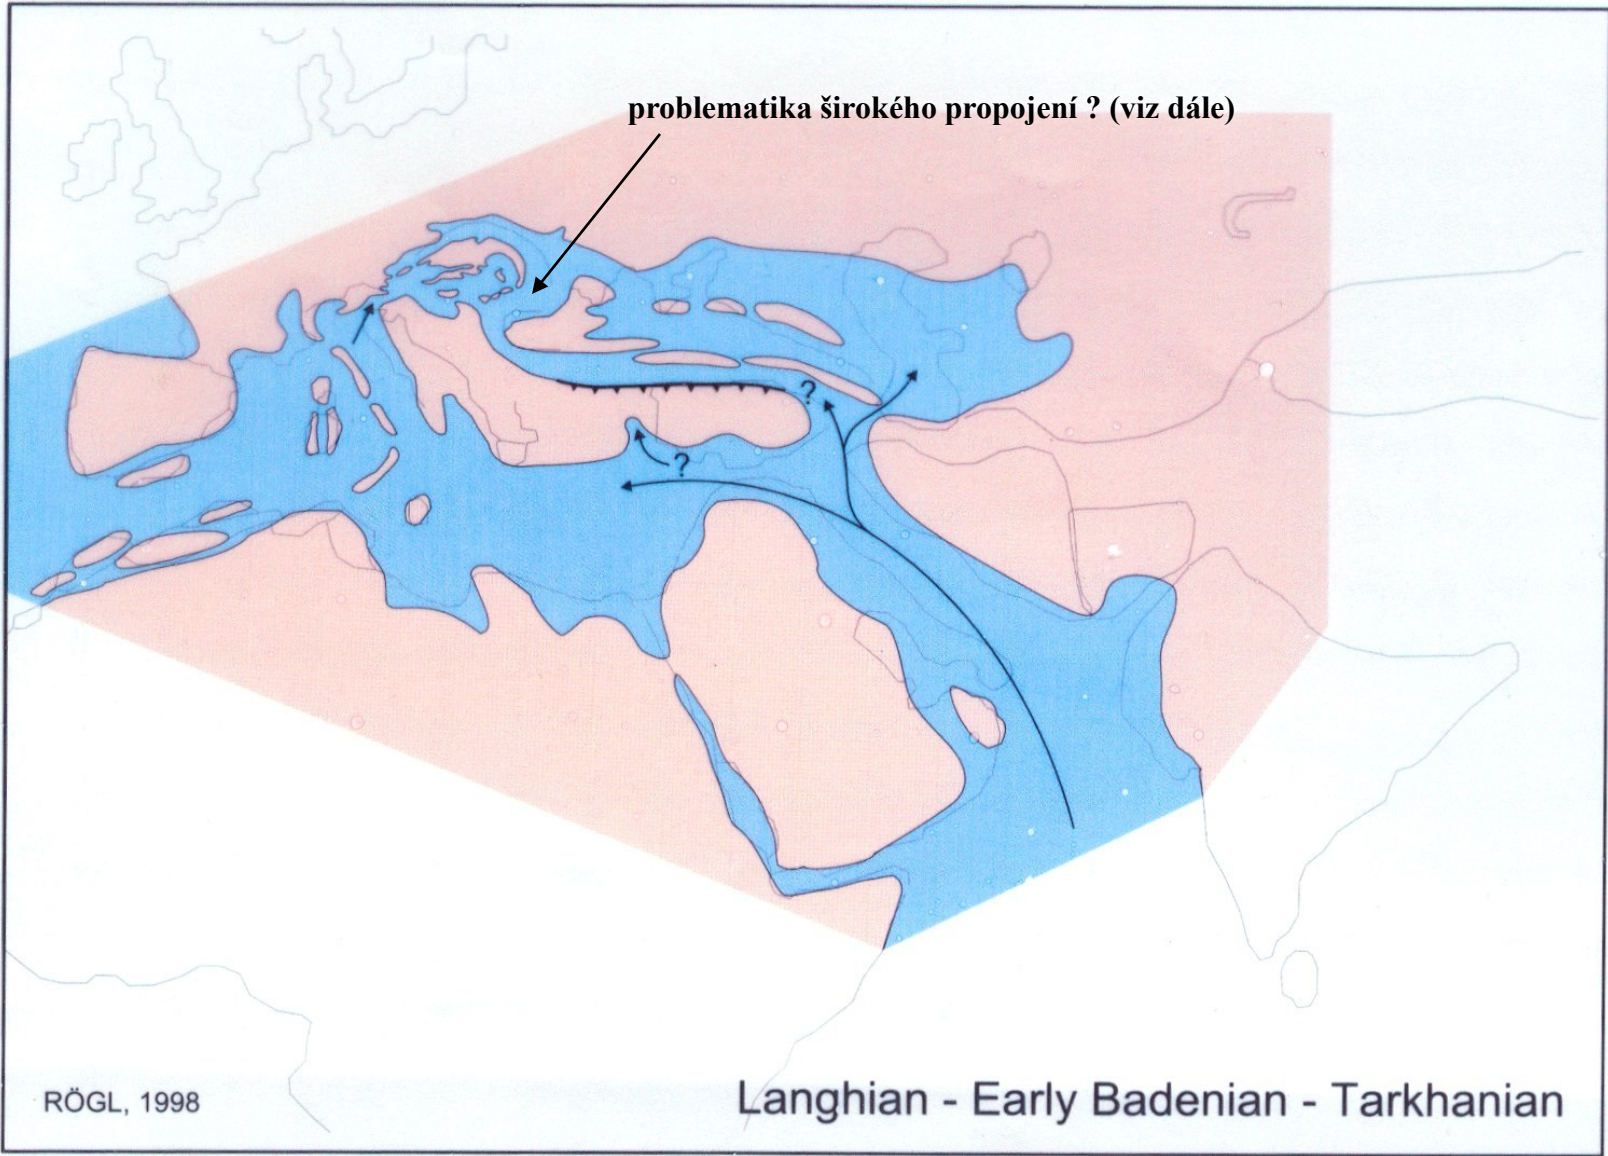 problematika širokého propojení ? (viz dále)
?
?
RÖGL, 1998
Langhian - Early Badenian - Tarkhanian